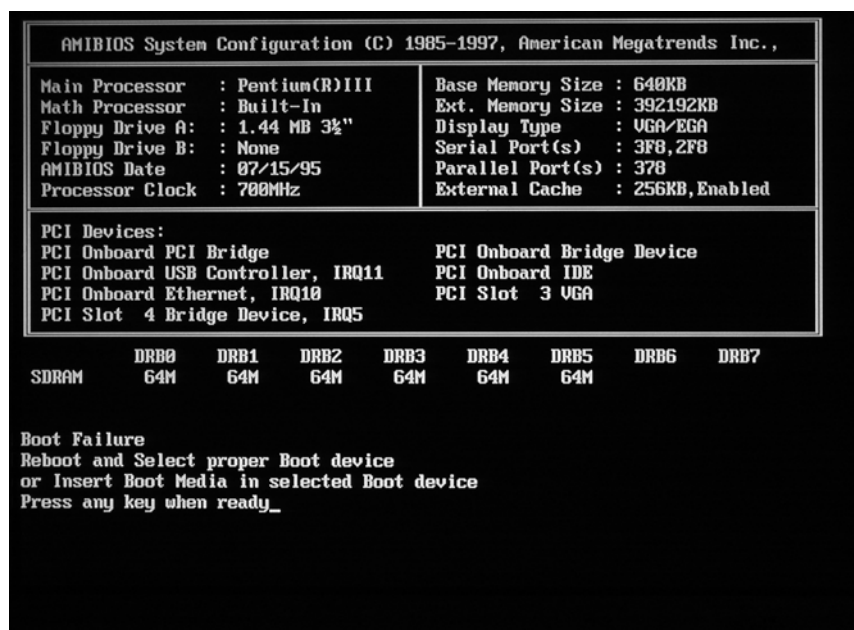 AMIBIOS System Configuration (C) 1985-1997, American Megatrends Inc.,
Main Processor : Pentium(R)III
Math Processor : Built-In
Floppy Drive A: : 1.44 MB 3½"
Floppy Drive B: : None
AMIBIOS Date : 07/15/95
Processor Clock : 700MHz
Base Memory Size : 640KB
Ext. Memory Size : 392192KB
Display Type : VGA/EGA
Serial Port(s) : 3F8,2F8
Parallel Port(s) : 378
External Cache : 256KB,Enabled
PCI Devices:
PCI Onboard PCI Bridge
PCI Onboard USB Controller, IRQ11
PCI Onboard Ethernet, IRQ10
PCI Slot 4 Bridge Device, IRQ5
PCI Onboard Bridge Device
PCI Onboard IDE
PCI Slot 3 VGA
DRB0 DRB1 DRB2 DRB3 DRB4 DRB5 DRB6 DRB7
SDRAM 64M 64M 64M 64M 64M 64M
Boot Failure
Reboot and Select proper Boot device
or Insert Boot Media in selected Boot device
Press any key when ready_